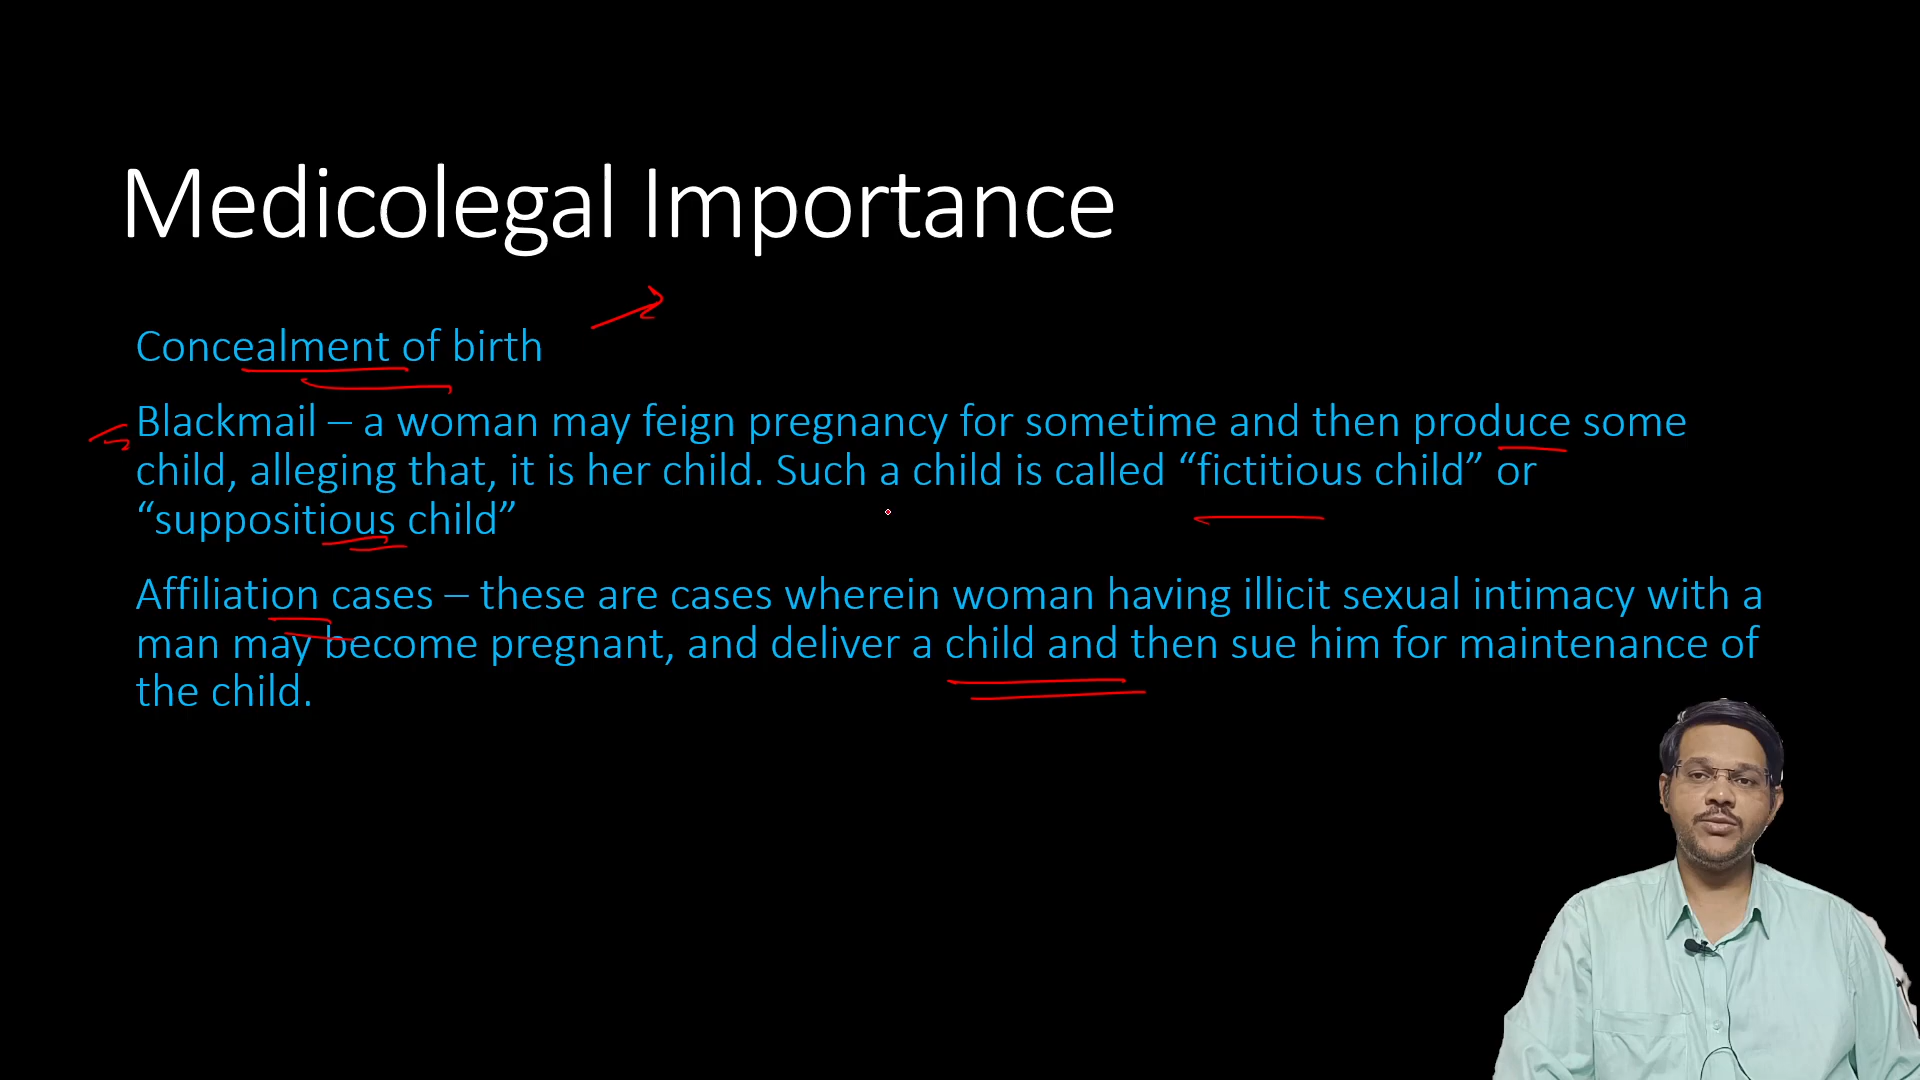 Medicolegal Importance
Concealment of birth
Blackmail – a woman may feign pregnancy for sometime and then produce some
child, alleging that, it is her child. Such a child is called “fictitious child” or
“suppositious child”
Affiliation cases – these are cases wherein woman having illicit sexual intimacy with a
man may become pregnant, and deliver a child and then sue him for maintenance of
the child.